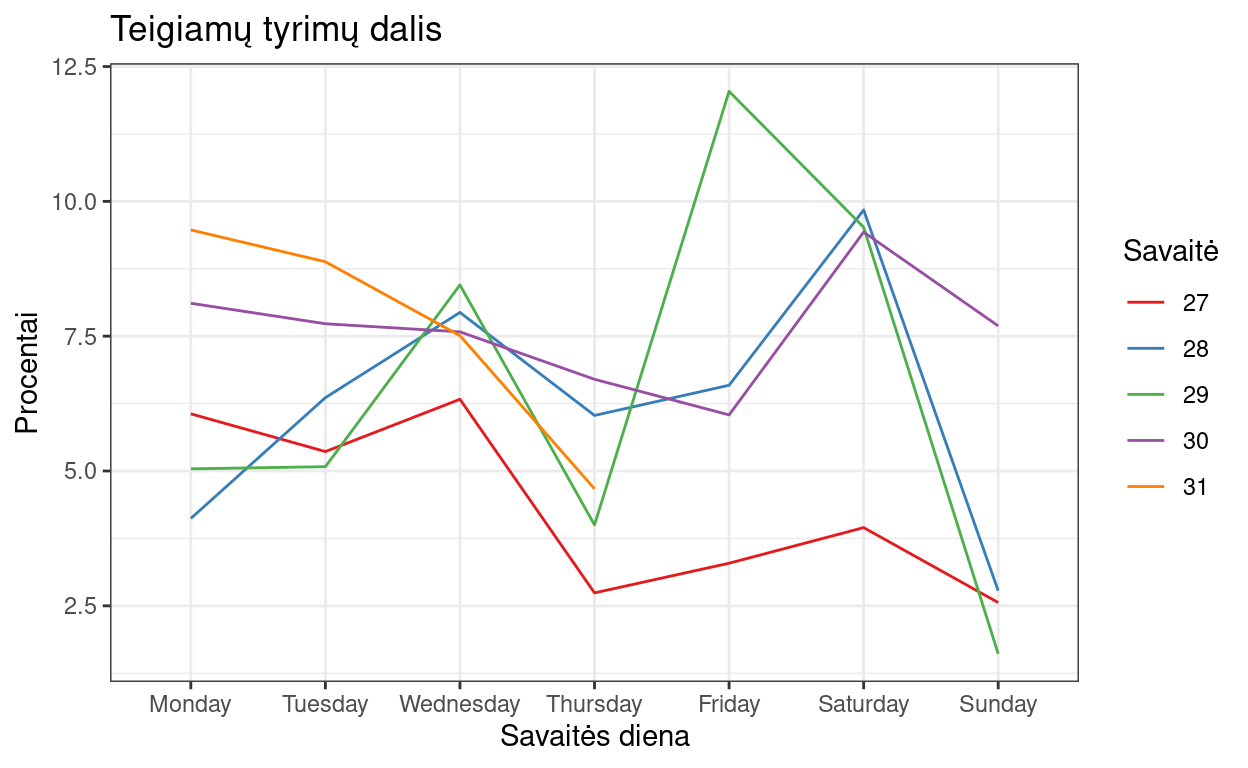 Teigiamų tyrimų dalis
Procentai
12.5
10.0
7.5
5.0
2.5
Monday Tuesday Wednesday Thursday Friday Saturday Sunday
Savaitės diena
Savaitė
27
28
29
30
31